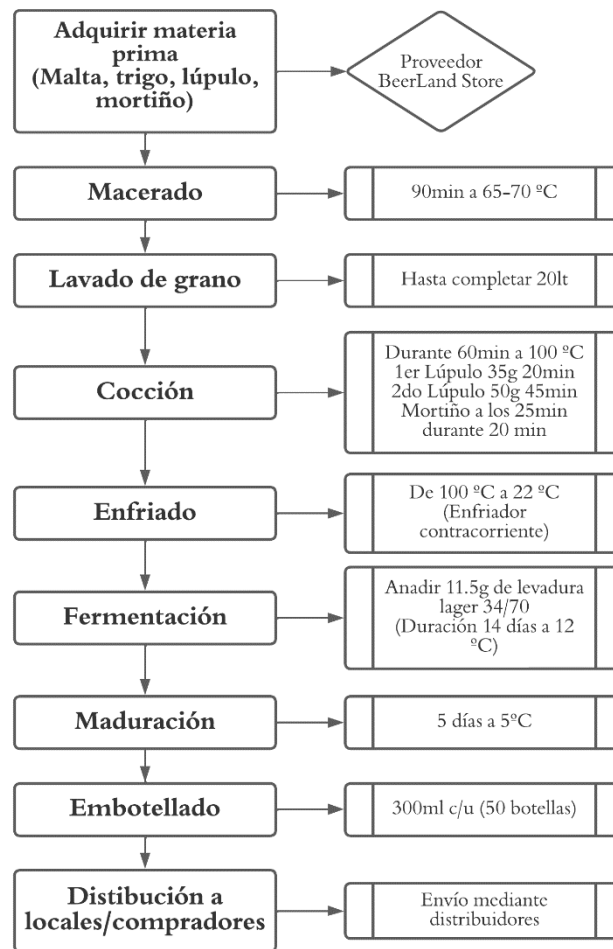 Adquirir materia
prima
(Malta, trigo, lúpulo,
mortiño)
Proveedor
BeerLand Store
Macerado
90min a 65-70 ºC
Lavado de grano
Hasta completar 20lt
Cocción
Durante 60min a 100 ºC
1er Lúpulo 35g 20min
2do Lúpulo 50g 45min
Mortiño a los 25min
durante 20 min
Enfriado
De 100 ºC a 22 ºC
(Enfriador
contracorriente)
Fermentación
Anadir 11.5g de levadura
lager 34/70
(Duración 14 días a 12
ºC)
Maduración
5 días a 5ºC
Embotellado
300ml c/u (50 botellas)
Distibución a
locales/compradores
Envío mediante
distribuidores